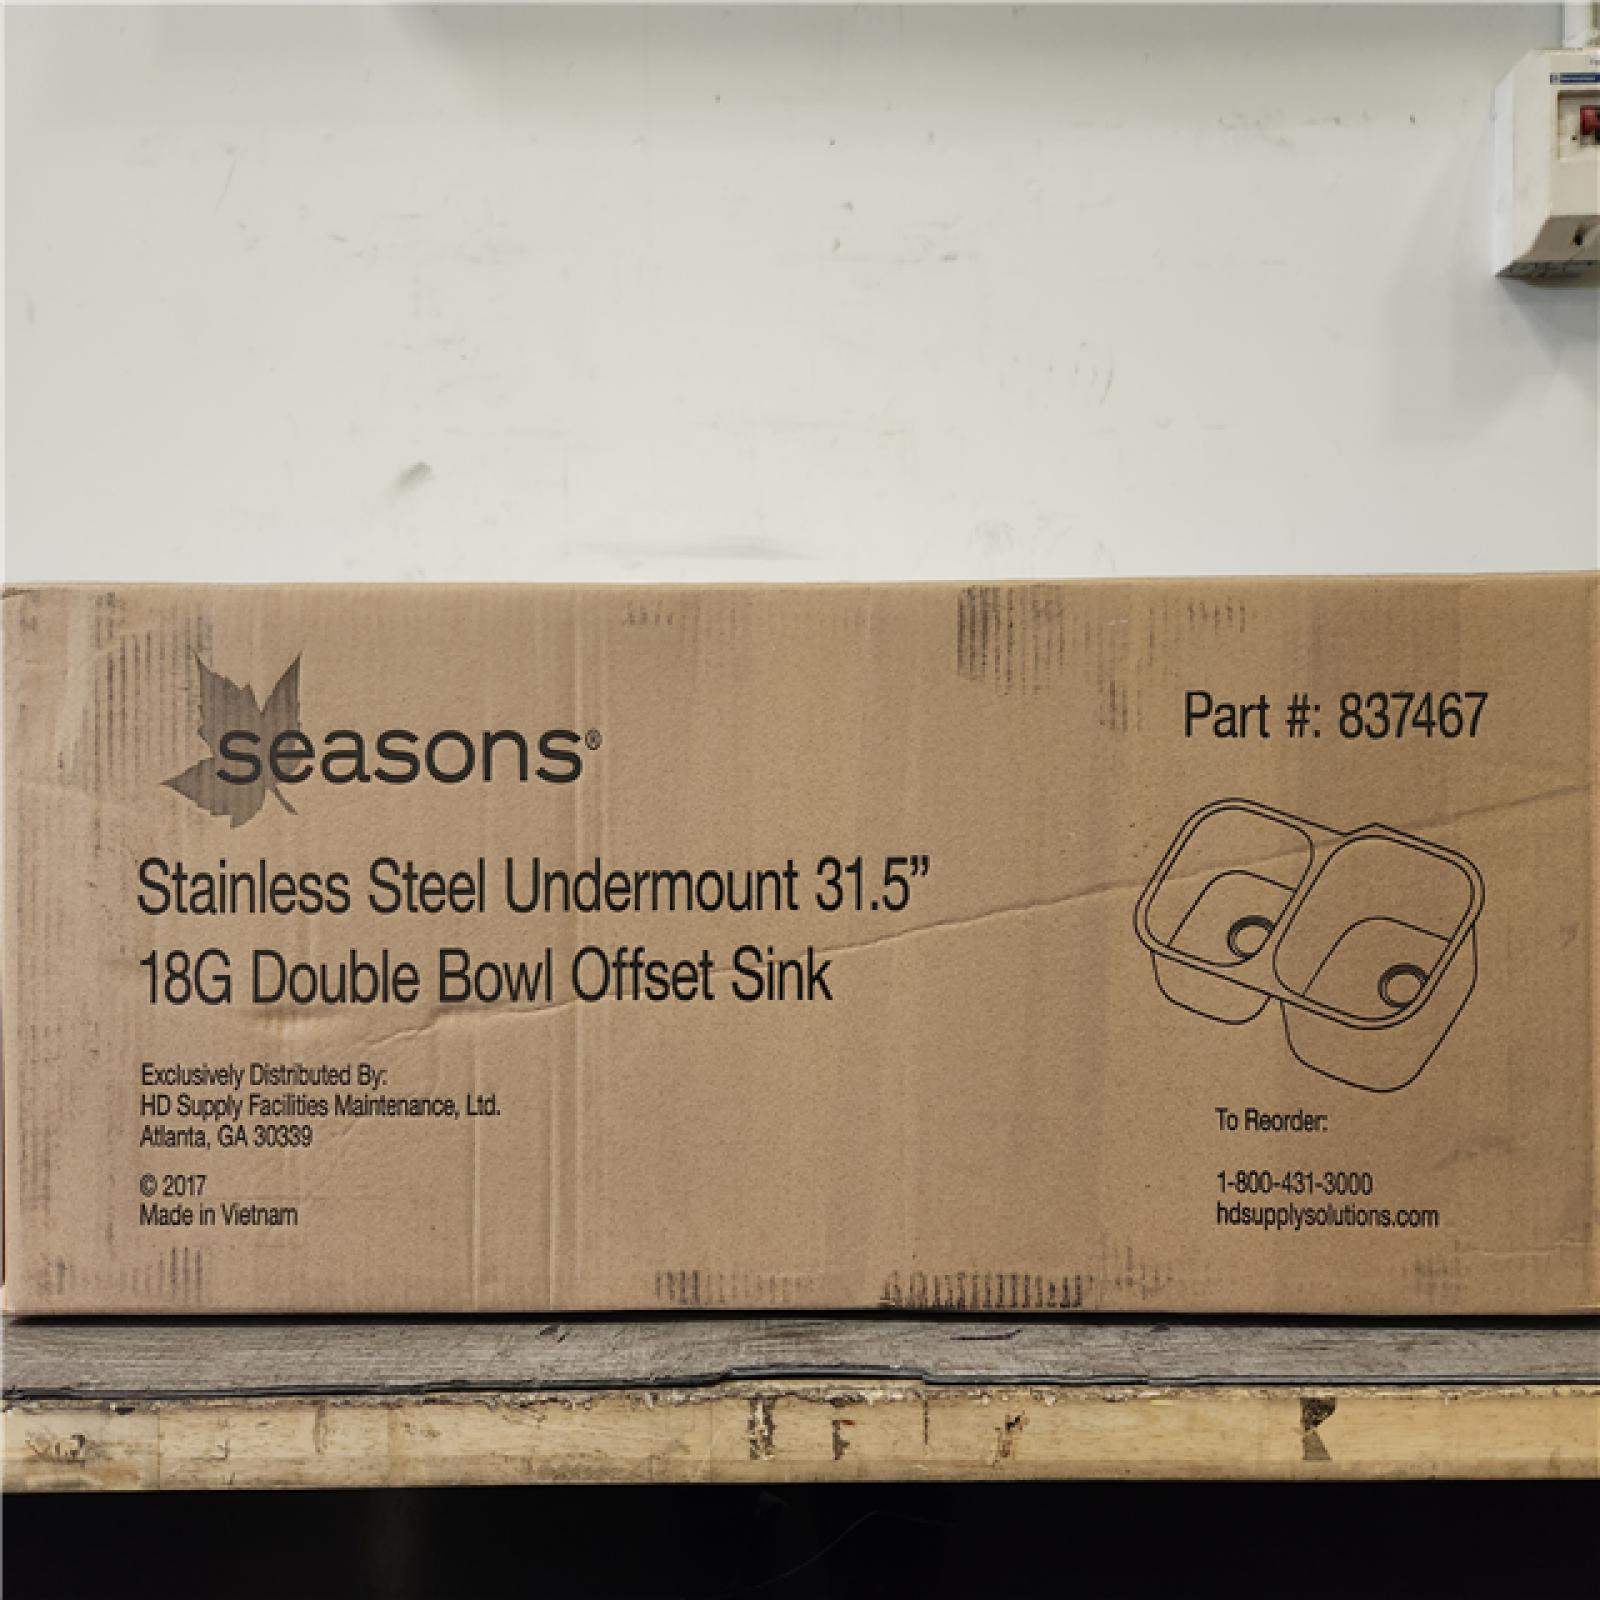 seasons®
Part #: 837467
Stainless Steel Undermount 31.5”
18G Double Bowl Offset Sink
Exclusively Distributed By:
HD Supply Facilities Maintenance, Ltd.
Atlanta, GA 30339
© 2017
Made in Vietnam
To Reorder:
1-800-431-3000
hdsupplysolutions.com